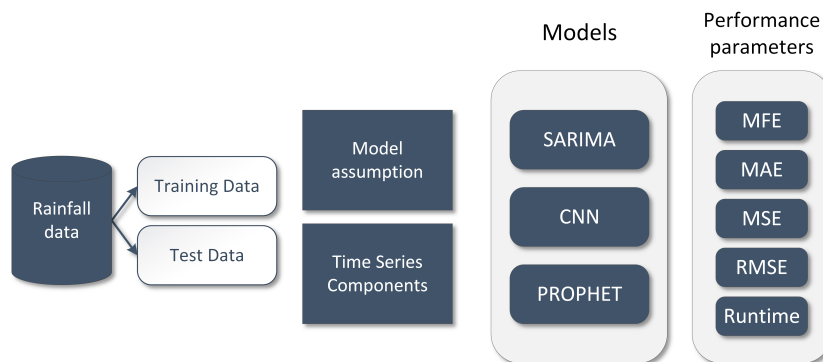 Rainfall
data
Training Data
Test Data
Model
assumption
Time Series
Components
Models
SARIMA
CNN
PROPHET
Performance
parameters
MFE
MAE
MSE
RMSE
Runtime